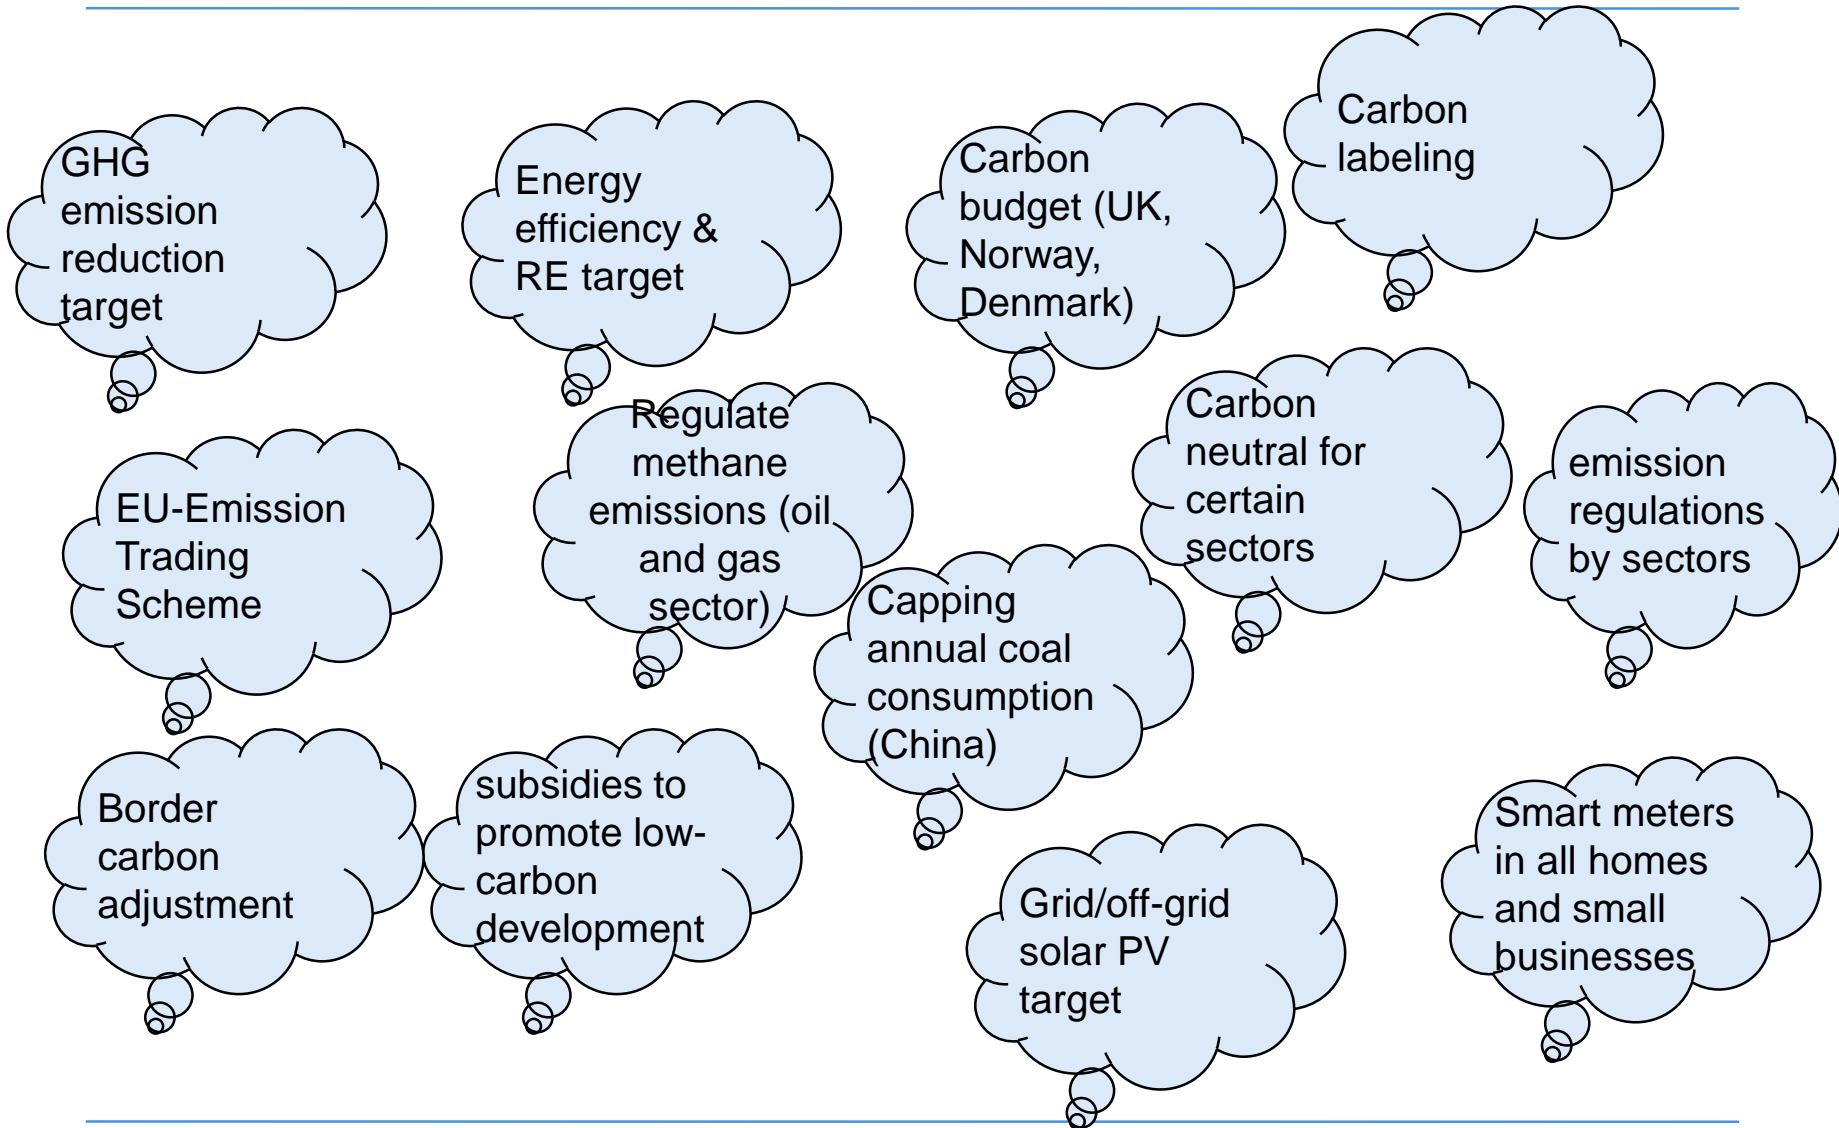 GHG
emission
reduction
target
Energy
efficiency &
RE target
Carbon
budget (UK,
Norway,
Denmark)
Carbon
labeling
EU-Emission
Trading
Scheme
Regulate
methane
emissions (oil
and gas
sector)
Capping
annual coal
consumption
(China)
Carbon
neutral for
certain
sectors
emission
regulations
by sectors
Border
carbon
adjustment
subsidies to
promote low-
carbon
development
Grid/off-grid
solar PV
target
Smart meters
in all homes
and small
businesses